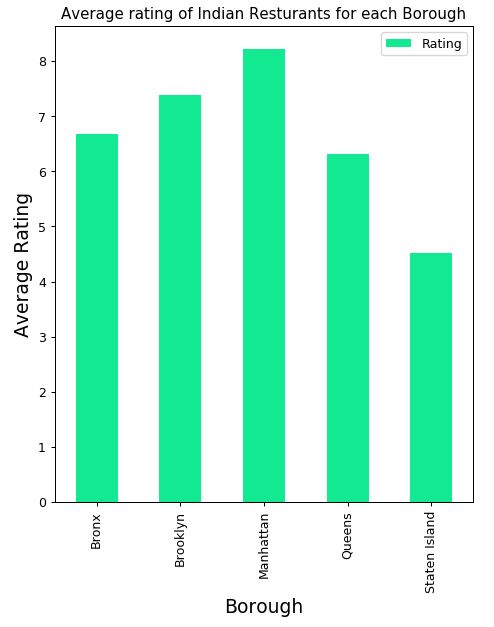 Average rating of Indian Resturants for each Borough
Rating
Average Rating
8
7
6
5
4
3
2
1
0
Bronx
Brooklyn
Manhattan
Queens
Staten Island
Borough